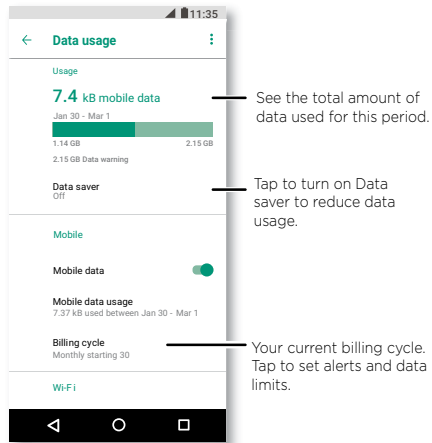 11:35
Data usage
Usage
7.4 kB mobile data
Jan 30 - Mar 1
1.14 GB 2.15 GB
2.15 GB Data warning
Data saver
Off
Mobile
Mobile data
Mobile data usage
7.37 kB used between Jan 30 - Mar 1
Billing cycle
Monthly starting 30
Wi-Fi
See the total amount of
data used for this period.
Tap to turn on Data
saver to reduce data
usage.
Your current billing cycle.
Tap to set alerts and data
limits.